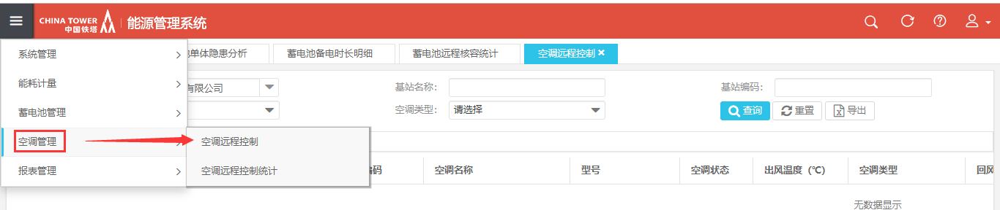 CHINA TOWER
中国铁塔
能源管理系统
系统管理
能耗计量
蓄电池管理
空调管理
报表管理
空调远程控制
空调远程控制统计
单体隐患分析
蓄电池备电时长明细
蓄电池远程核容统计
空调远程控制
有限公司
基站名称:
基站编码:
空调类型: 请选择
查询 重置 导出
编码 空调名称 型号 空调状态 出风温度（℃） 空调类型 回风
无数据显示